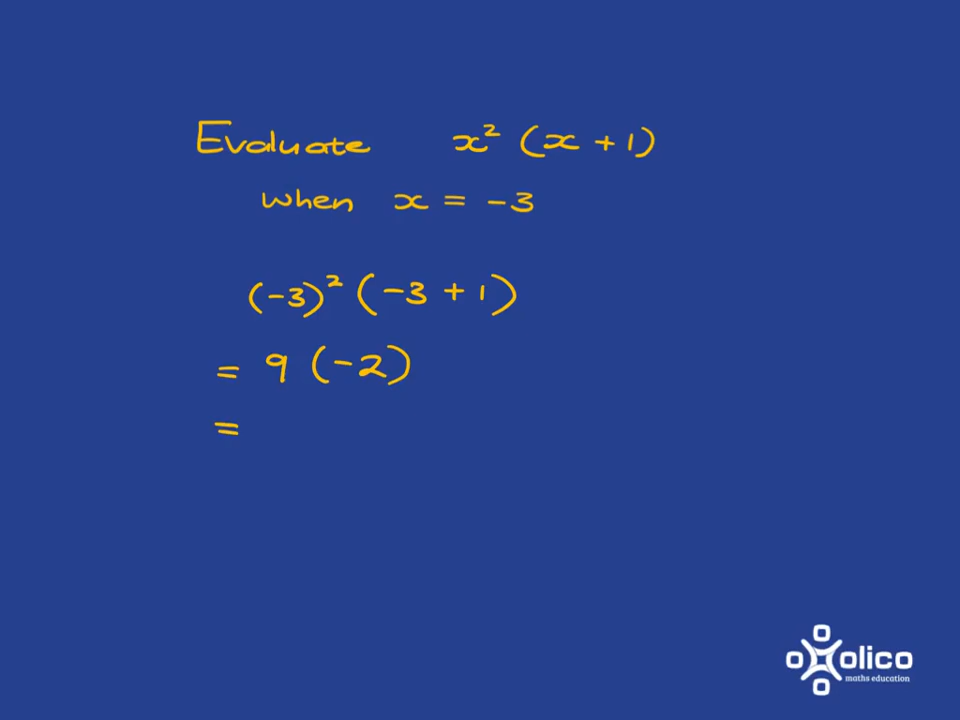 Evaluate x² (x + 1)
when x = -3
(-3)² (-3 + 1)
= 9 (-2)
=
olico
maths education